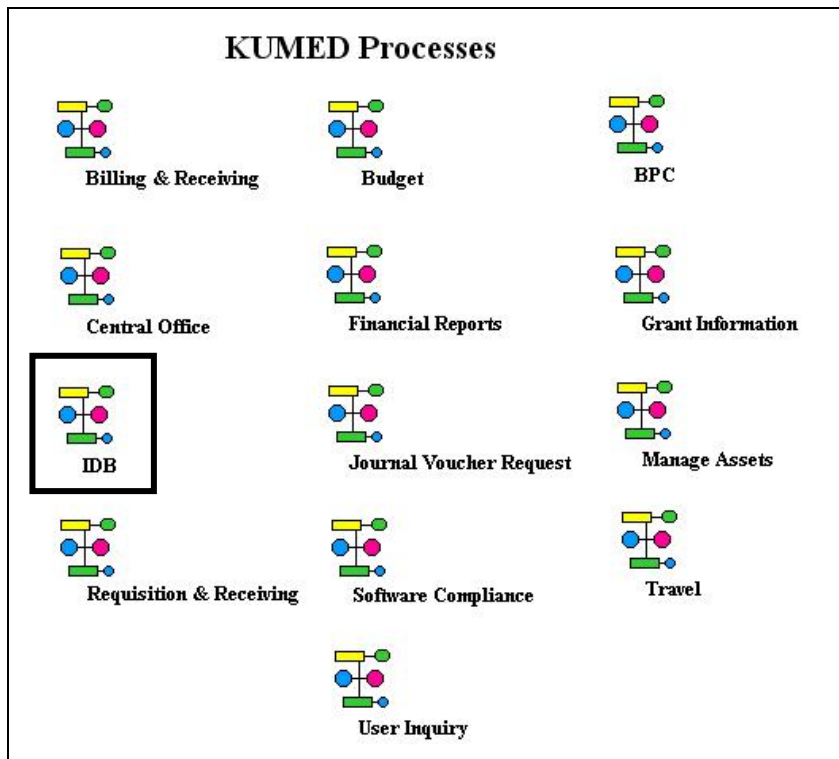 KUMED Processes
Billing & Receiving
Budget
BPC
Central Office
Financial Reports
Grant Information
IDB
Journal Voucher Request
Manage Assets
Requisition & Receiving
Software Compliance
Travel
User Inquiry